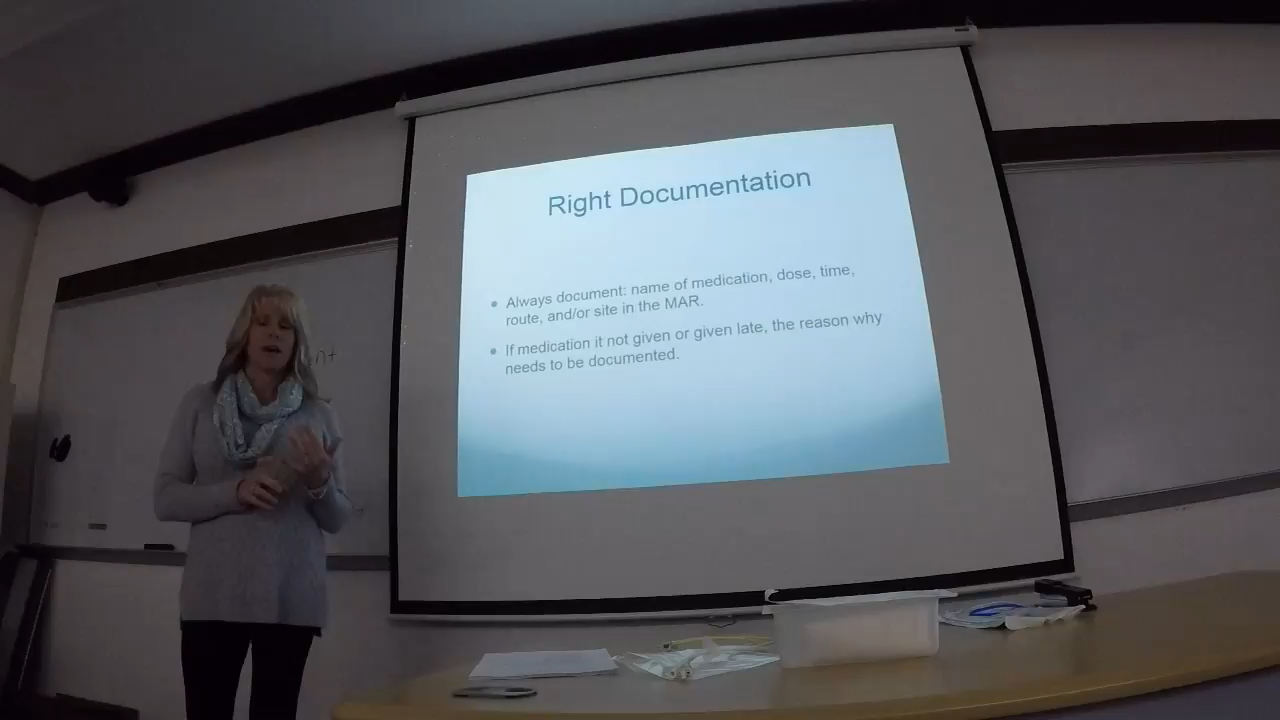 Right Documentation
• Always document: name of medication, dose, time,
route, and/or site in the MAR.
• If medication it not given or given late, the reason why
needs to be documented.